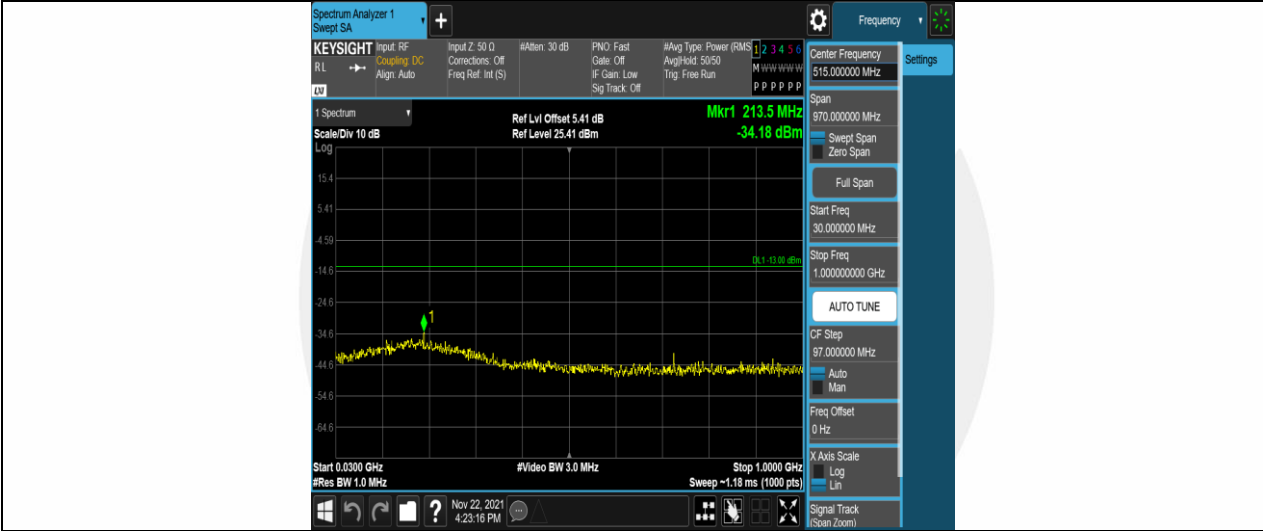 Spectrum Analyzer 1
Swept SA
+
Frequency
KEYSIGHT
RL
LXI
Input: RF
Coupling: DC
Align: Auto
Input Z: 50 Ω
Corrections: Off
Freq Ref: Int (S)
#Atten: 30 dB
PNO: Fast
Gate: Off
IF Gain: Low
Sig Track: Off
#Avg Type: Power (RMS
Avg|Hold: 50/50
Trig: Free Run
1 2 3 4 5 6
M W W W W W
P P P P P P
1 Spectrum
Scale/Div 10 dB
Log
Ref Lvl Offset 5.41 dB
Ref Level 25.41 dBm
Mkr1 213.5 MHz
-34.18 dBm
15.4
5.41
-4.59
-14.6
-24.6
-34.6
-44.6
-54.6
-64.6
DL1 -13.00 dBm
1
Start 0.0300 GHz
#Res BW 1.0 MHz
#Video BW 3.0 MHz
Stop 1.0000 GHz
Sweep ~1.18 ms (1000 pts)
Center Frequency
515.000000 MHz
Settings
Span
970.000000 MHz
Swept Span
Zero Span
Full Span
Start Freq
30.000000 MHz
Stop Freq
1.000000000 GHz
AUTO TUNE
CF Step
97.000000 MHz
Auto
Man
Freq Offset
0 Hz
X Axis Scale
Log
Lin
Signal Track
(Span Zoom)
?
Nov 22, 2021
4:23:16 PM